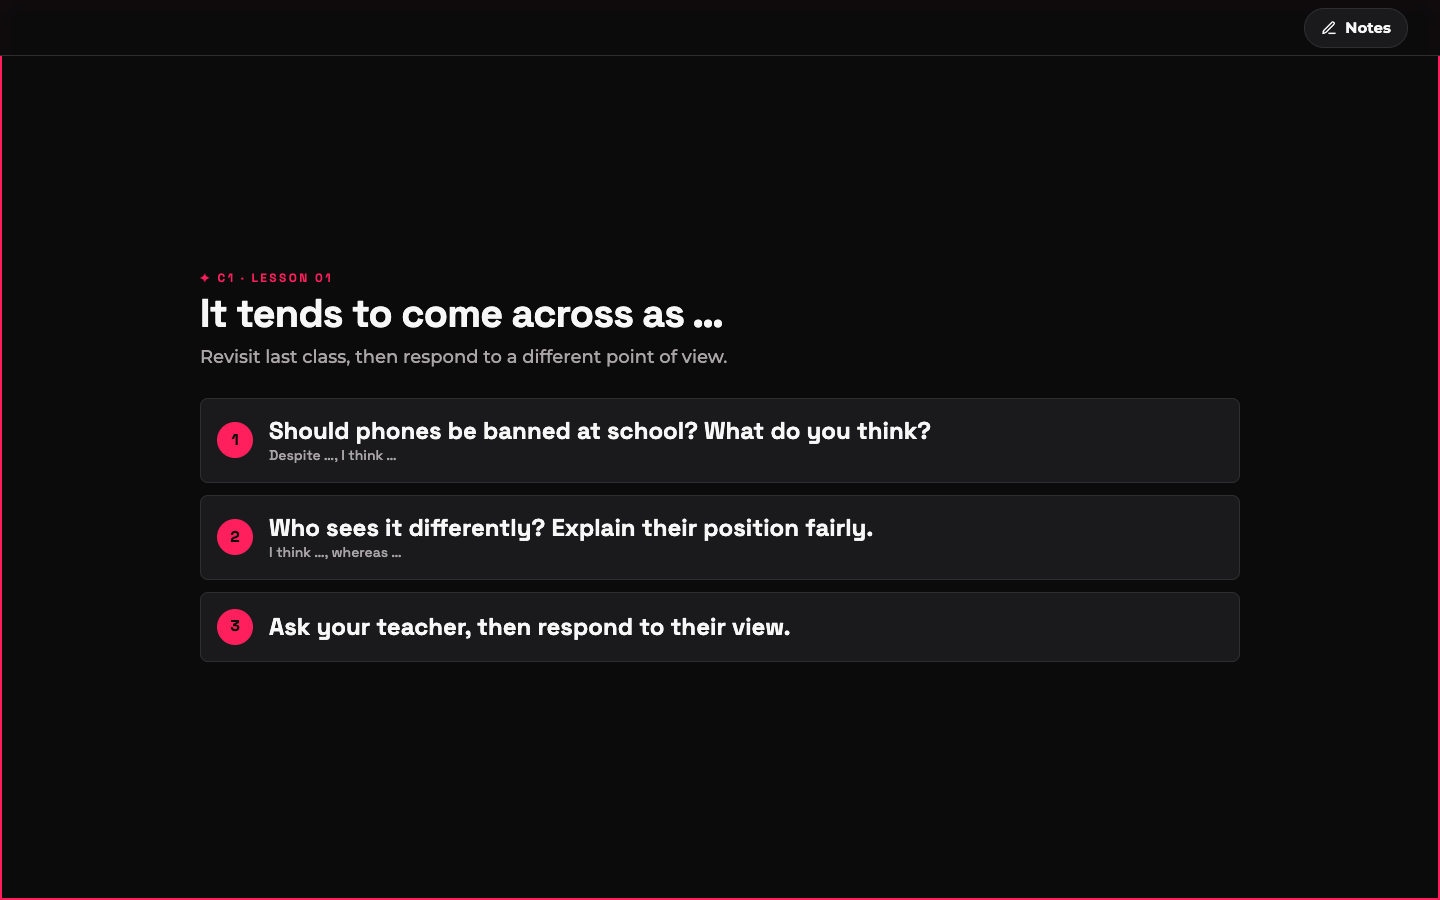 Notes
✦ C1 · LESSON 01
It tends to come across as ...
Revisit last class, then respond to a different point of view.
1
Should phones be banned at school? What do you think?
Despite ..., I think ...
2
Who sees it differently? Explain their position fairly.
I think ..., whereas ...
3
Ask your teacher, then respond to their view.